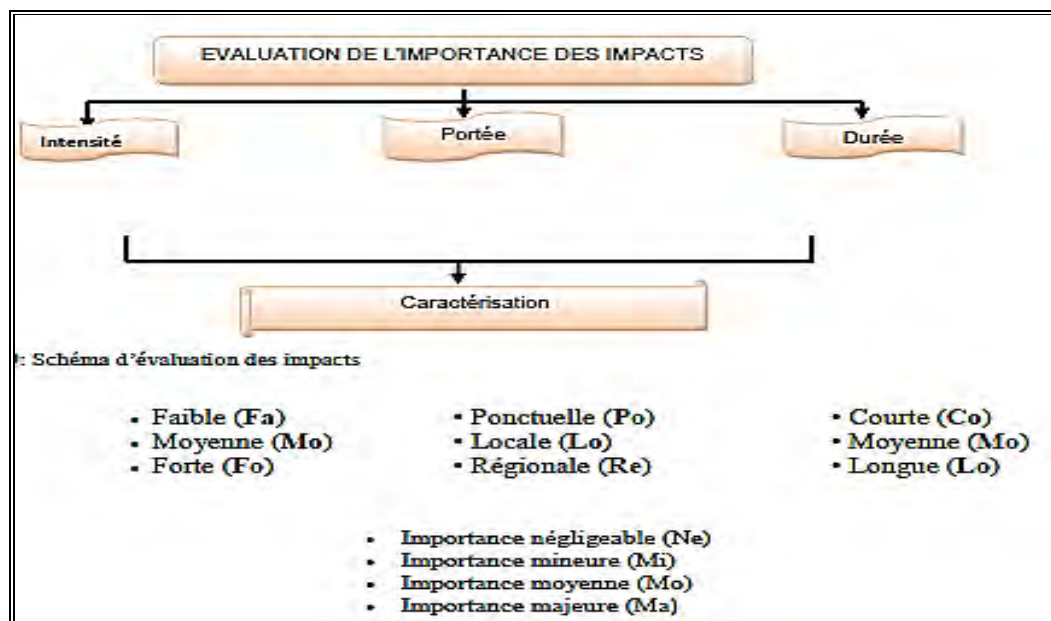 EVALUATION DE L'IMPORTANCE DES IMPACTS
Intensité Portée Durée
Caractérisation
: Schéma d'évaluation des impacts
• Faible (Fa) • Ponctuelle (Po) • Courte (Co)
• Moyenne (Mo) • Locale (Lo) • Moyenne (Mo)
• Forte (Fo) • Régionale (Re) • Longue (Lo)
• Importance négligeable (Ne)
• Importance mineure (Mi)
• Importance moyenne (Mo)
• Importance majeure (Ma)